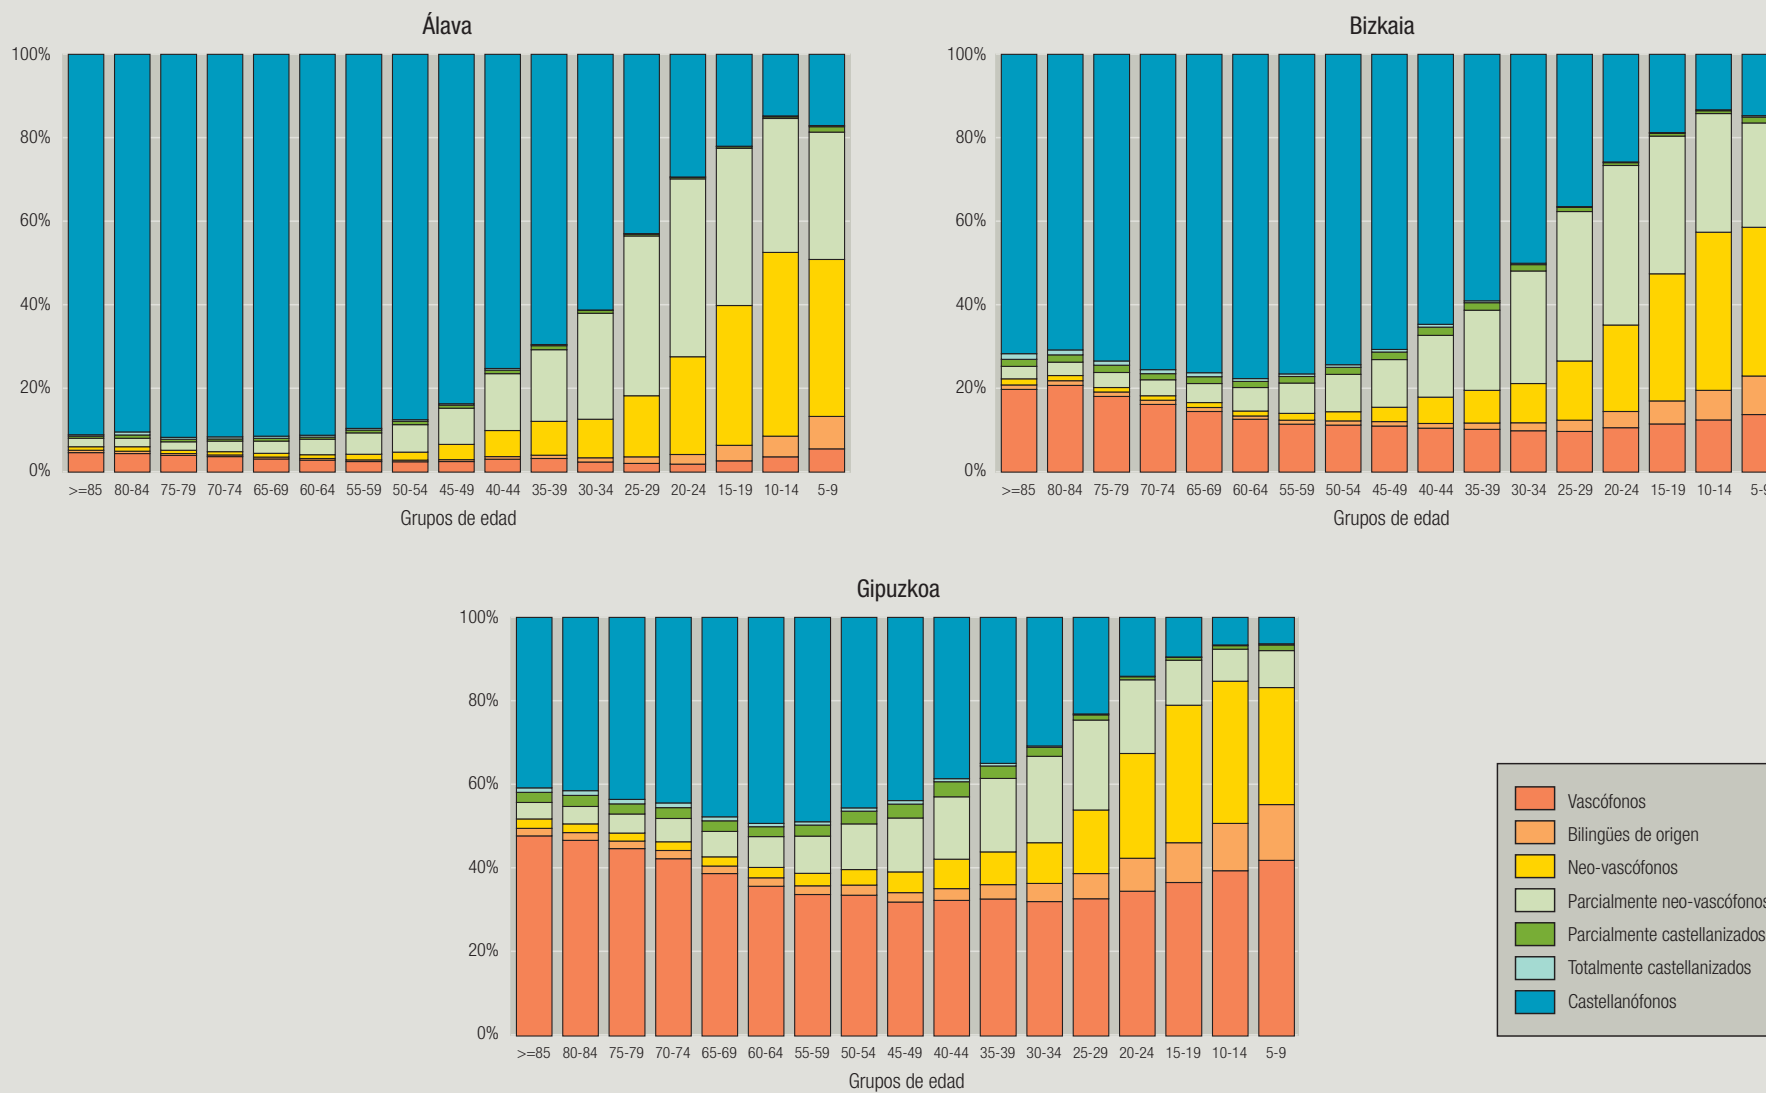 Álava
100%
80%
60%
40%
20%
0%
>=85 80-84 75-79 70-74 65-69 60-64 55-59 50-54 45-49 40-44 35-39 30-34 25-29 20-24 15-19 10-14 5-9
Grupos de edad
Bizkaia
100%
80%
60%
40%
20%
0%
>=85 80-84 75-79 70-74 65-69 60-64 55-59 50-54 45-49 40-44 35-39 30-34 25-29 20-24 15-19 10-14 5-9
Grupos de edad
Gipuzkoa
100%
80%
60%
40%
20%
0%
>=85 80-84 75-79 70-74 65-69 60-64 55-59 50-54 45-49 40-44 35-39 30-34 25-29 20-24 15-19 10-14 5-9
Grupos de edad
Vascófonos
Bilingües de origen
Neo-vascófonos
Parcialmente neo-vascófonos
Parcialmente castellanizados
Totalmente castellanizados
Castellanófonos